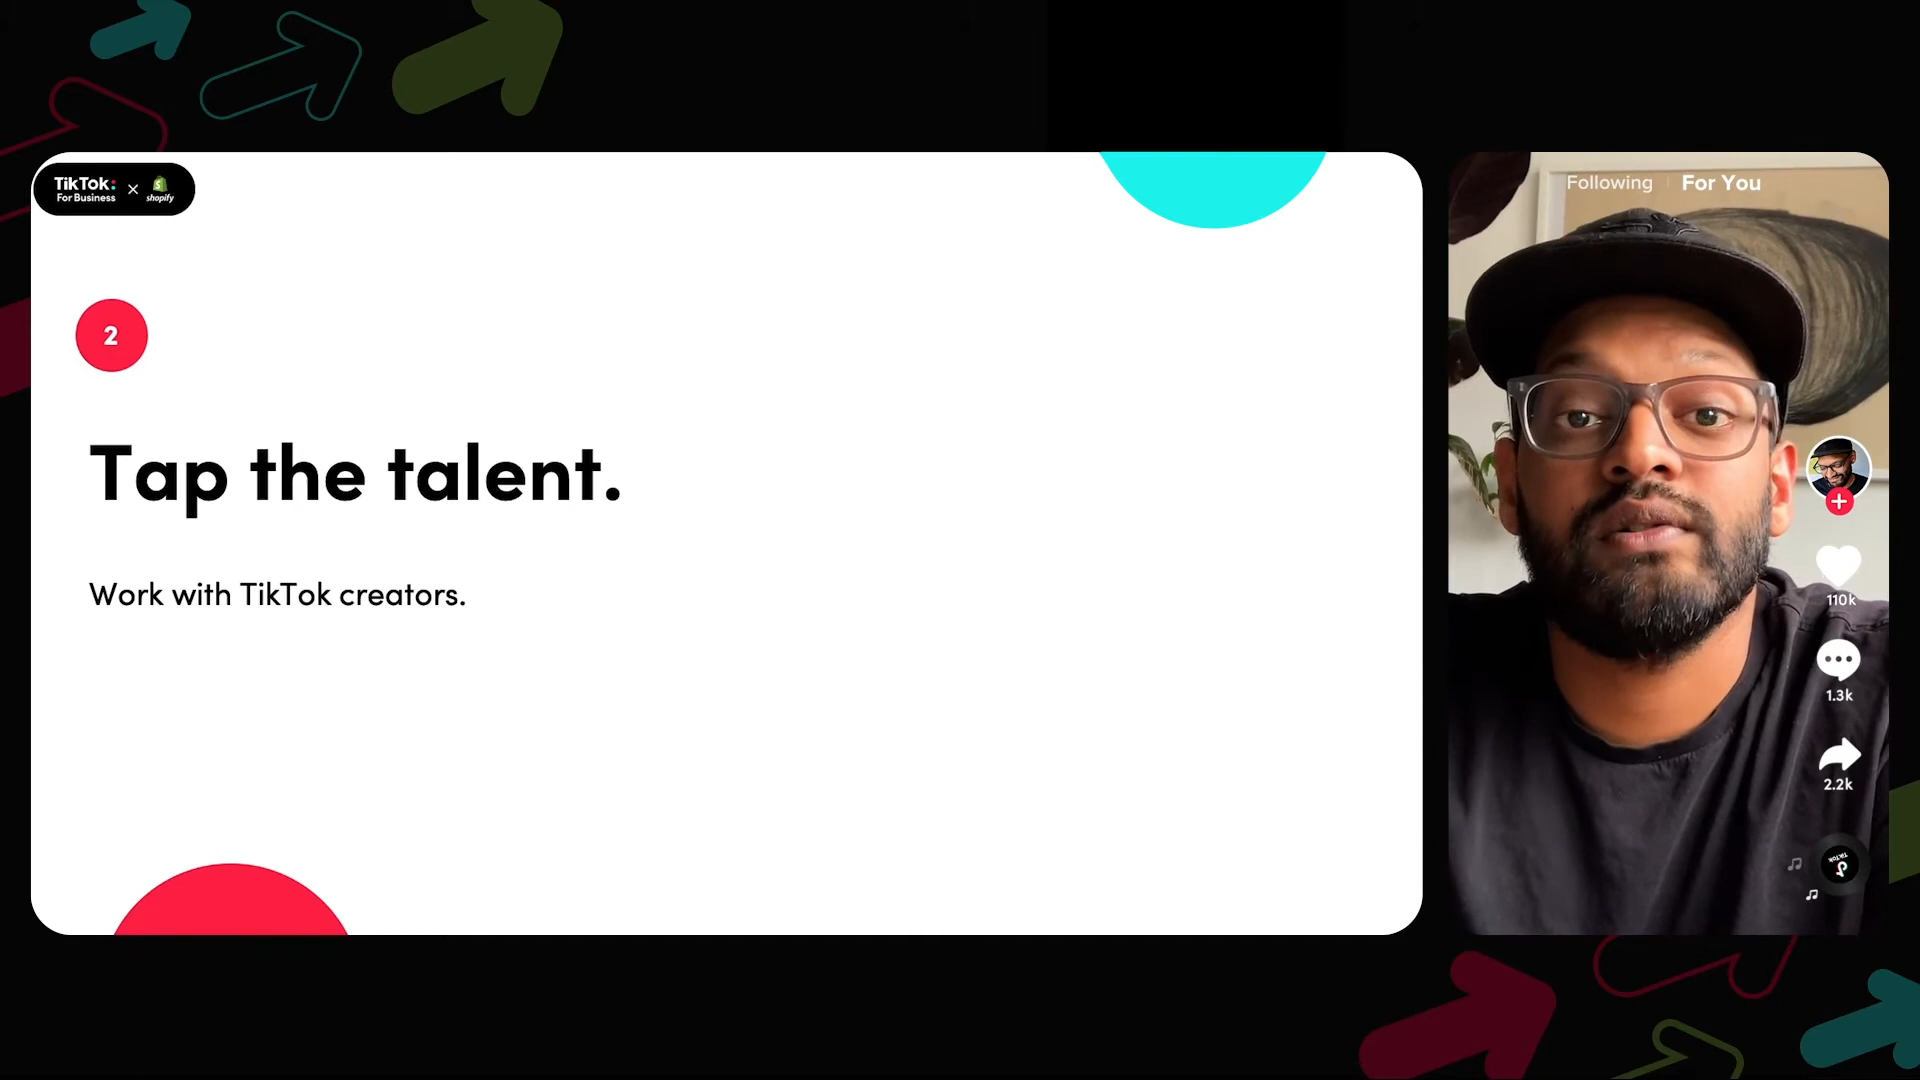 TikTok:
For Business
×
shopify
2
Tap the talent.
Work with TikTok creators.
Following
For You
110k
1.3k
2.2k
TikTok